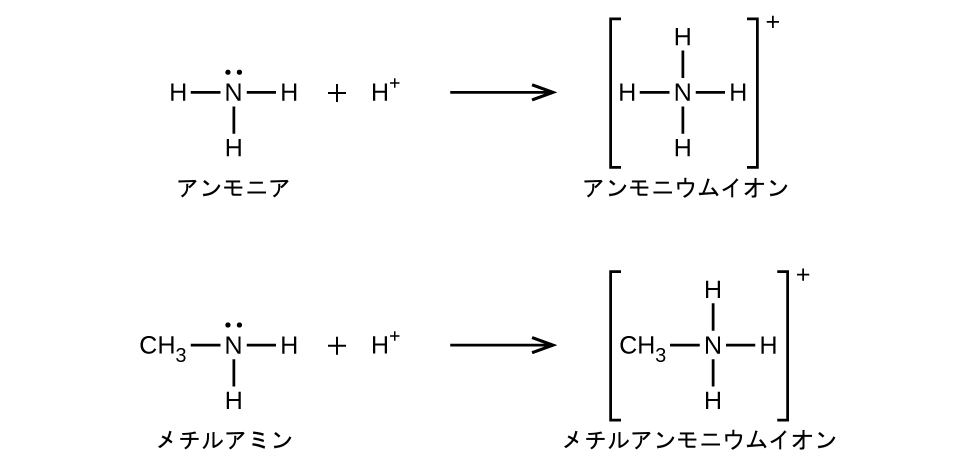 H—N̈—H + H⁺ → [H—N—H]⁺
H H H
アンモニア アンモニウムイオン
CH₃—N̈—H + H⁺ → [CH₃—N—H]⁺
H H H
メチルアミン メチルアンモニウムイオン